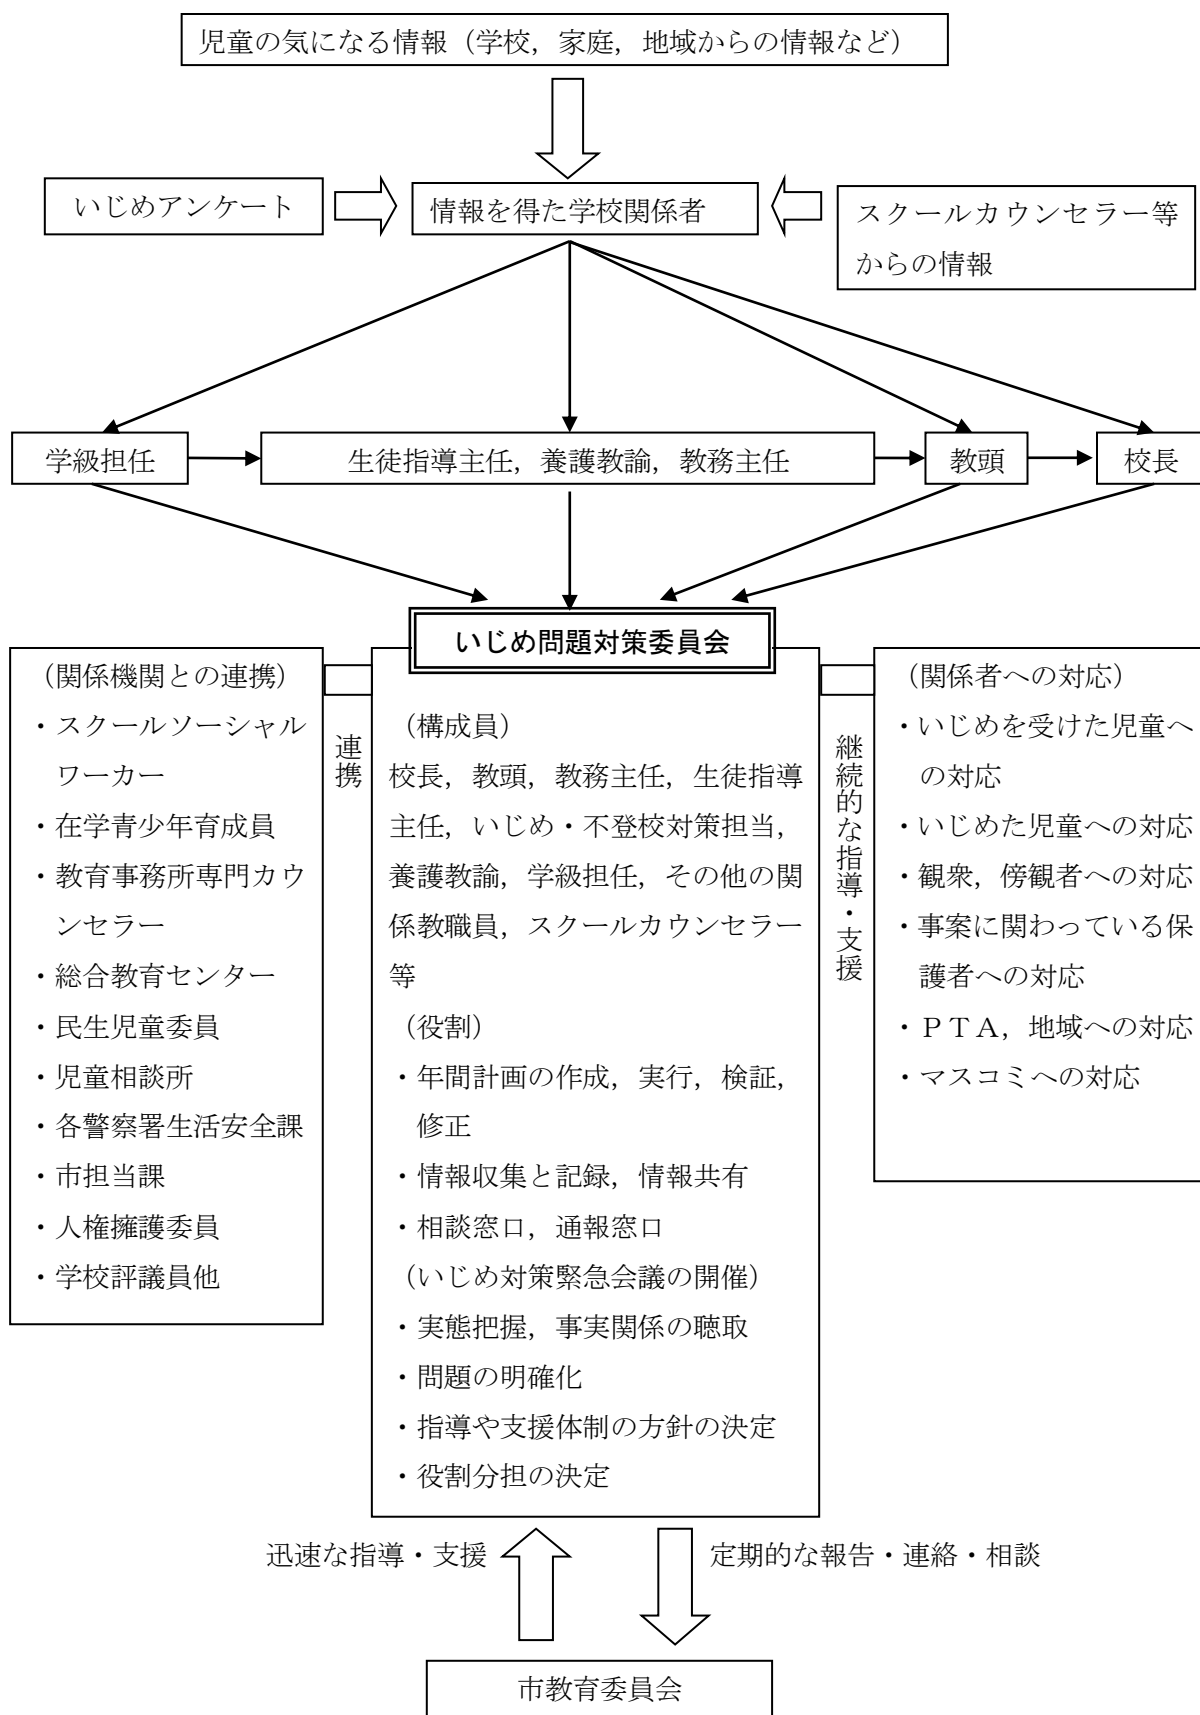 児童の気になる情報（学校，家庭，地域からの情報など）
いじめアンケート
情報を得た学校関係者
スクールカウンセラー等
からの情報
学級担任
生徒指導主任，養護教諭，教務主任
教頭
校長
いじめ問題対策委員会
（関係機関との連携）
・スクールソーシャル
ワーカー
・在学青少年育成員
・教育事務所専門カウ
ンセラー
・総合教育センター
・民生児童委員
・児童相談所
・各警察署生活安全課
・市担当課
・人権擁護委員
・学校評議員他
連携
（構成員）
校長，教頭，教務主任，生徒指導
主任，いじめ・不登校対策担当，
養護教諭，学級担任，その他の関
係教職員，スクールカウンセラー
等
（役割）
・年間計画の作成，実行，検証，
修正
・情報収集と記録，情報共有
・相談窓口，通報窓口
（いじめ対策緊急会議の開催）
・実態把握，事実関係の聴取
・問題の明確化
・指導や支援体制の方針の決定
・役割分担の決定
継続的な指導・支援
（関係者への対応）
・いじめを受けた児童へ
の対応
・いじめた児童への対応
・観衆，傍観者への対応
・事案に関わっている保
護者への対応
・ＰＴＡ，地域への対応
・マスコミへの対応
迅速な指導・支援
定期的な報告・連絡・相談
市教育委員会